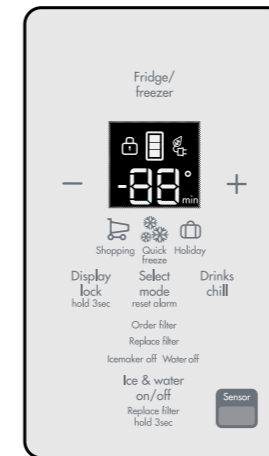 Fridge/
freezer
-88°
min
− +
Shopping Quick freeze Holiday
Display lock hold 3sec
Select mode reset alarm
Drinks chill
Order filter
Replace filter
Icemaker off Water off
Ice & water
on/off
Replace filter
hold 3sec
Sensor